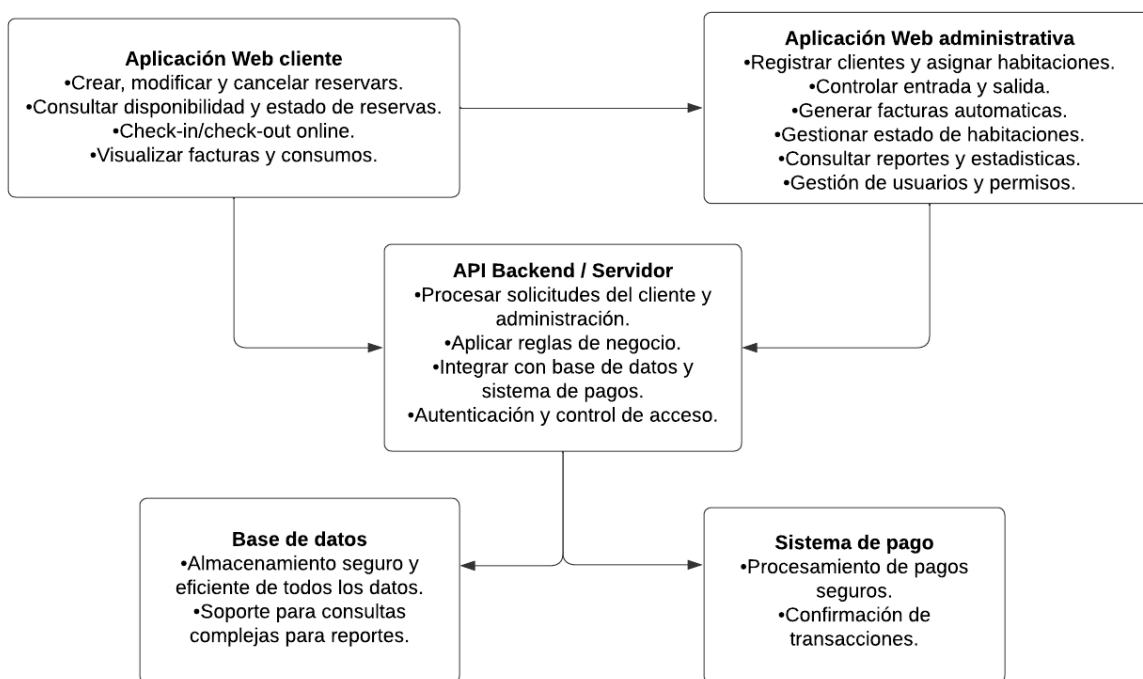 Aplicación Web cliente
•Crear, modificar y cancelar reservars.
•Consultar disponibilidad y estado de reservas.
•Check-in/check-out online.
•Visualizar facturas y consumos.
Aplicación Web administrativa
•Registrar clientes y asignar habitaciones.
•Controlar entrada y salida.
•Generar facturas automaticas.
•Gestionar estado de habitaciones.
•Consultar reportes y estadisticas.
•Gestión de usuarios y permisos.
API Backend / Servidor
•Procesar solicitudes del cliente y
administración.
•Aplicar reglas de negocio.
•Integrar con base de datos y
sistema de pagos.
•Autenticación y control de acceso.
Base de datos
•Almacenamiento seguro y
eficiente de todos los datos.
•Soporte para consultas
complejas para reportes.
Sistema de pago
•Procesamiento de pagos
seguros.
•Confirmación de
transacciones.